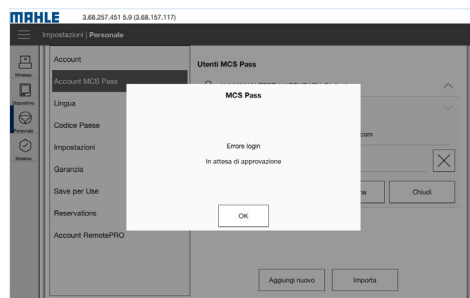 MAHLE 3.68.257.451 5.9 (3.68.157.117)
Impostazioni | Personale
Wireless
Dispositivo
Personale
Sistema
Account
Account MCS Pass
Lingua
Codice Paese
Impostazioni
Garanzia
Save per Use
Reservations
Account RemotePRO
Utenti MCS Pass
com
Chiudi
Aggiungi nuovo Importa
MCS Pass
Errore login
In attesa di approvazione
OK